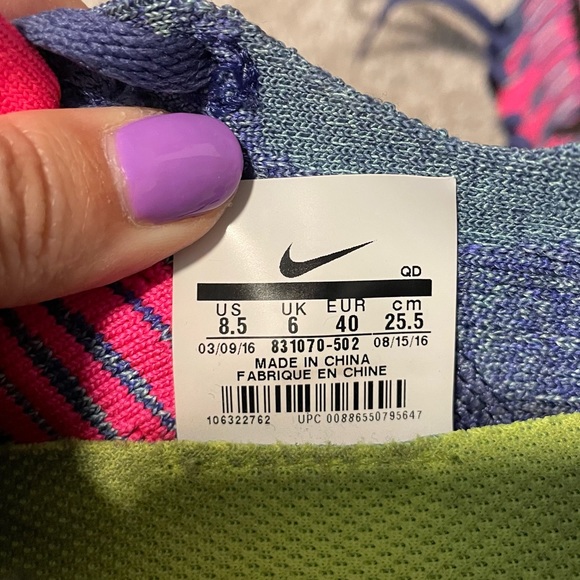 QD
US UK EUR cm
8.5 6 40 25.5
03/09/16 831070-502 08/15/16
MADE IN CHINA
FABRIQUE EN CHINE
106322762 UPC 00886550795647